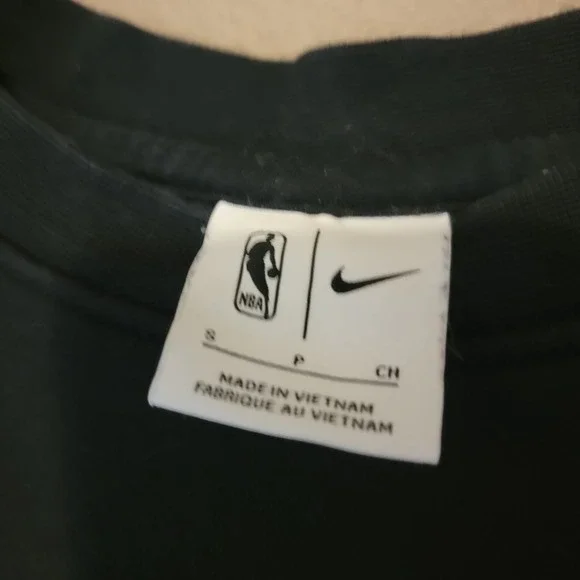 NBA
S P CH
MADE IN VIETNAM
FABRIQUE AU VIETNAM